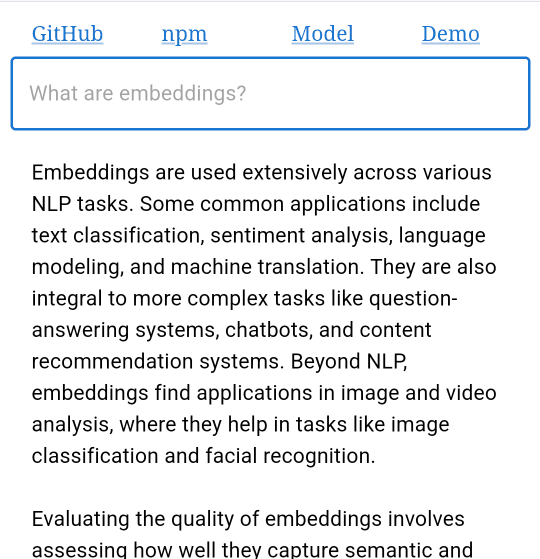 GitHub npm Model Demo
What are embeddings?
Embeddings are used extensively across various
NLP tasks. Some common applications include
text classification, sentiment analysis, language
modeling, and machine translation. They are also
integral to more complex tasks like question-
answering systems, chatbots, and content
recommendation systems. Beyond NLP,
embeddings find applications in image and video
analysis, where they help in tasks like image
classification and facial recognition.
Evaluating the quality of embeddings involves
assessing how well they capture semantic and